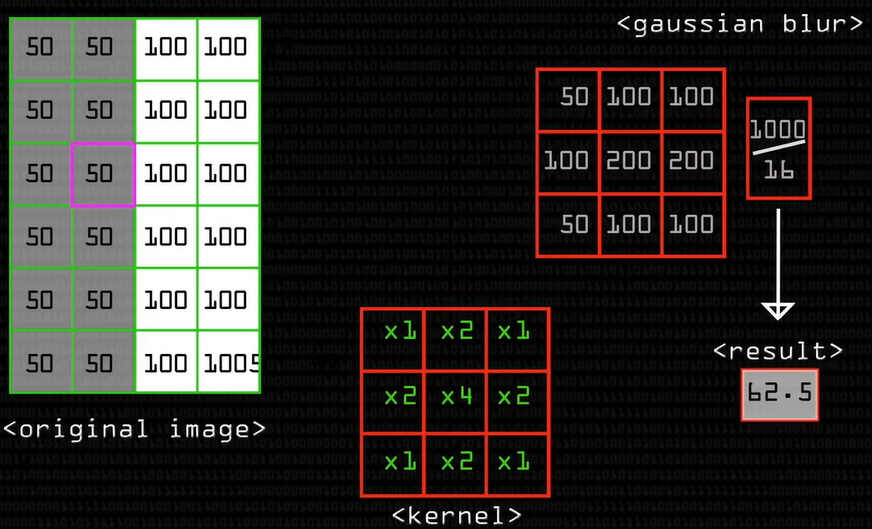 <gaussian blur>
50 50 100 100
50 50 100 100
50 50 100 100
50 50 100 100
50 50 100 100
50 50 100 1005
<original image>
50 100 100
100 200 200
50 100 100
1000
16
x1 x2 x1
x2 x4 x2
x1 x2 x1
<kernel>
<result>
62.5